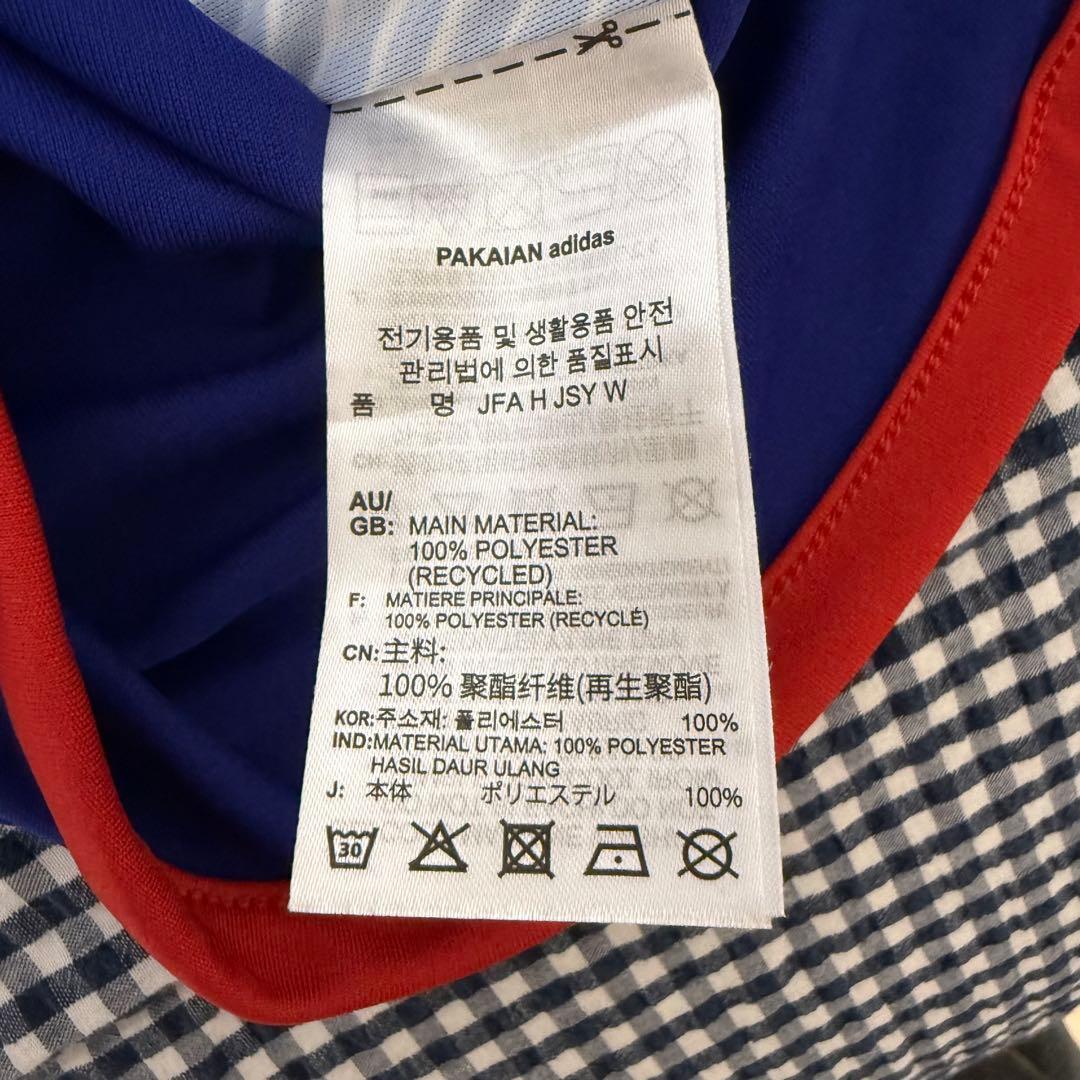 PAKAIAN adidas
전기용품 및 생활용품 안전
관리법에 의한 품질표시
품 명 JFA H JSY W
AU/
GB: MAIN MATERIAL:
100% POLYESTER
(RECYCLED)
F: MATIERE PRINCIPALE:
100% POLYESTER (RECYCLÉ)
CN:主料:
100% 聚酯纤维(再生聚酯)
KOR:주소재: 폴리에스터 100%
IND:MATERIAL UTAMA: 100% POLYESTER
HASIL DAUR ULANG
J: 本体 ポリエステル 100%
30